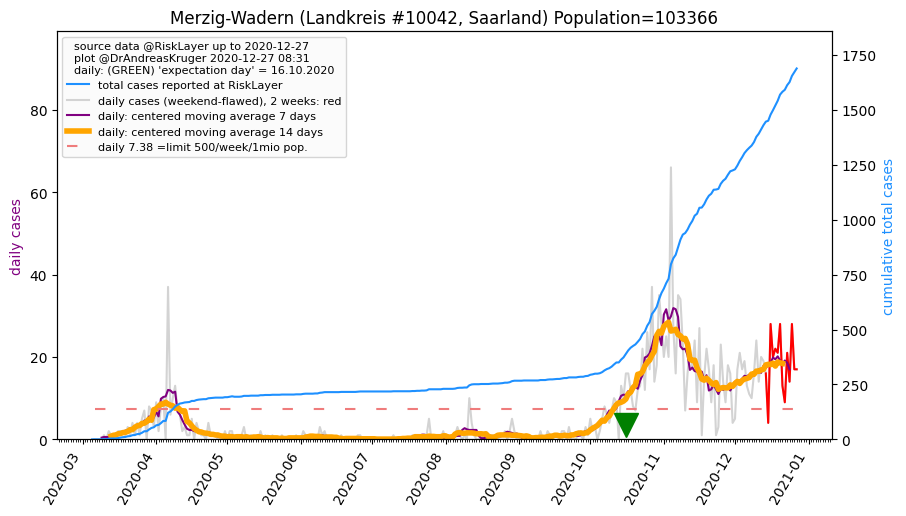 Merzig-Wadern (Landkreis #10042, Saarland) Population=103366
source data @RiskLayer up to 2020-12-27
plot @DrAndreasKruger 2020-12-27 08:31
daily: (GREEN) 'expectation day' = 16.10.2020
total cases reported at RiskLayer
daily cases (weekend-flawed), 2 weeks: red
daily: centered moving average 7 days
daily: centered moving average 14 days
daily 7.38 =limit 500/week/1mio pop.
daily cases
80
60
40
20
0
1750
1500
1250
1000
750
500
250
0
cumulative total cases
2020-03
2020-04
2020-05
2020-06
2020-07
2020-08
2020-09
2020-10
2020-11
2020-12
2021-01